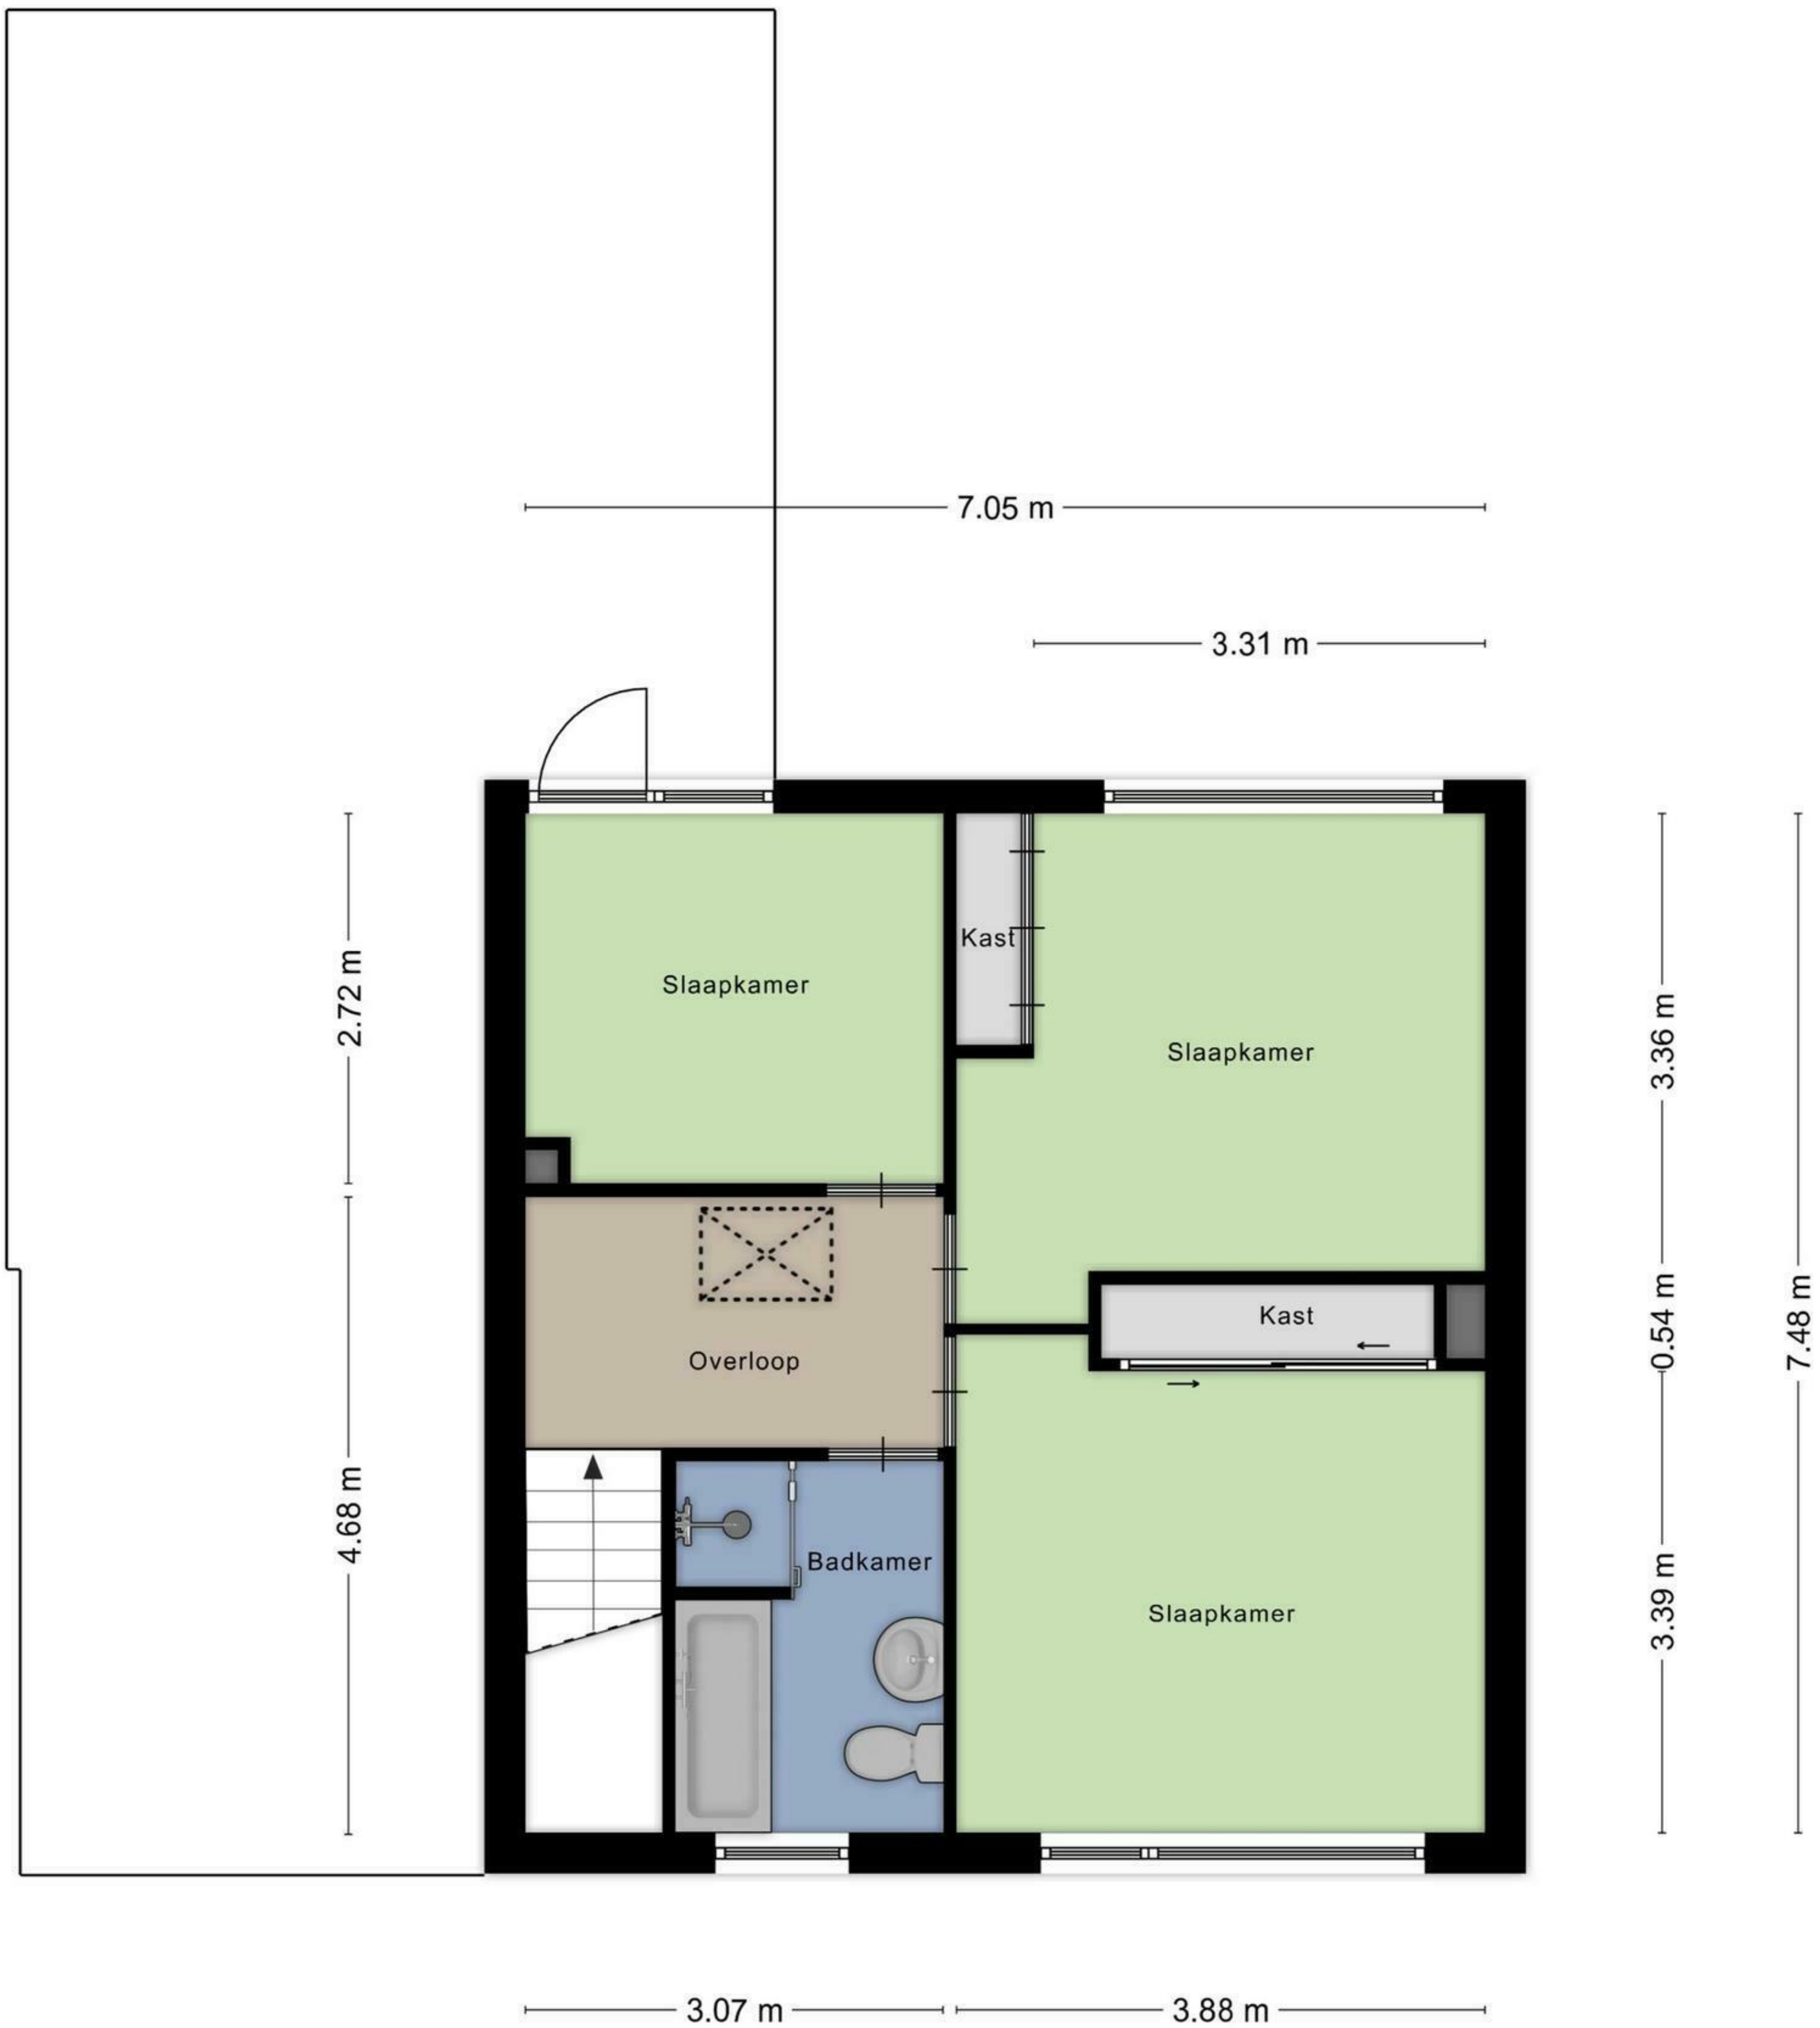 7.05 m
3.31 m
Kast
Slaapkamer
2.72 m
Slaapkamer
3.36 m
Kast
0.54 m
7.48 m
Overloop
4.68 m
Badkamer
Slaapkamer
3.39 m
3.07 m
3.88 m